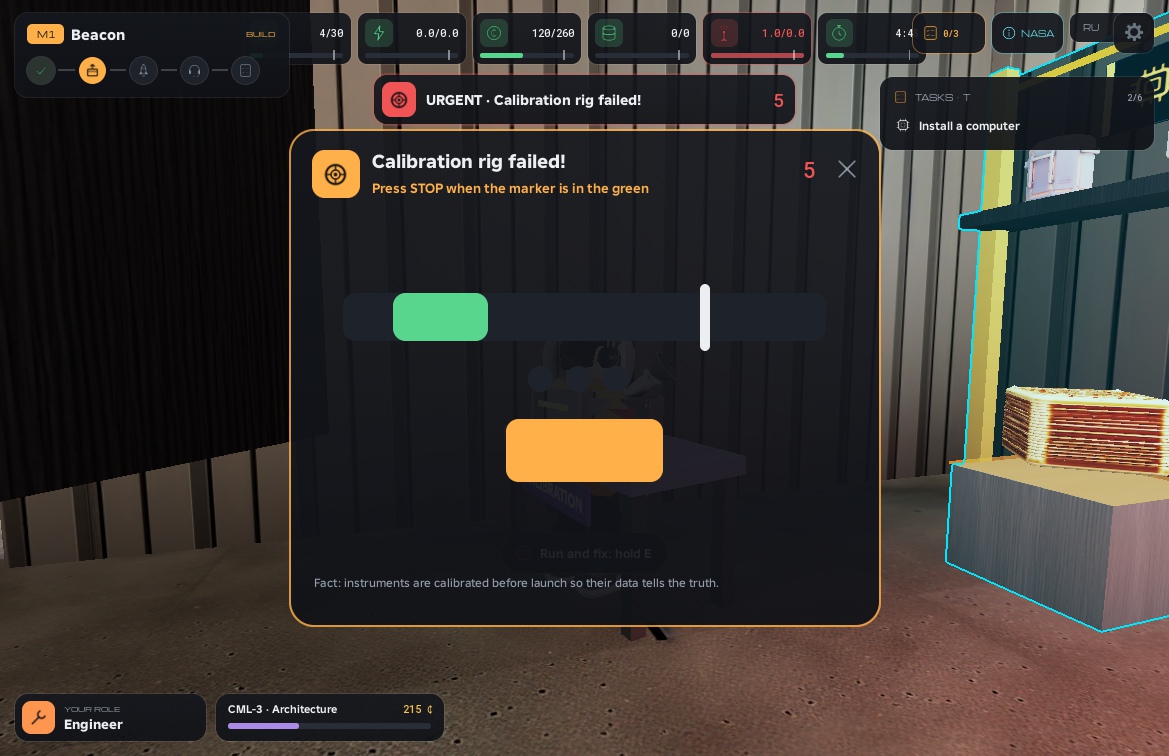 M1 Beacon BUILD
4/30
0.0/0.0
120/260
0/0
1.0/0.0
4:4
0/3
NASA
RU
URGENT · Calibration rig failed! 5
TASKS · T 2/6
Install a computer
Calibration rig failed! 5
Press STOP when the marker is in the green
Run and fix: hold E
Fact: instruments are calibrated before launch so their data tells the truth.
YOUR ROLE
Engineer
CML-3 · Architecture 215 ₵